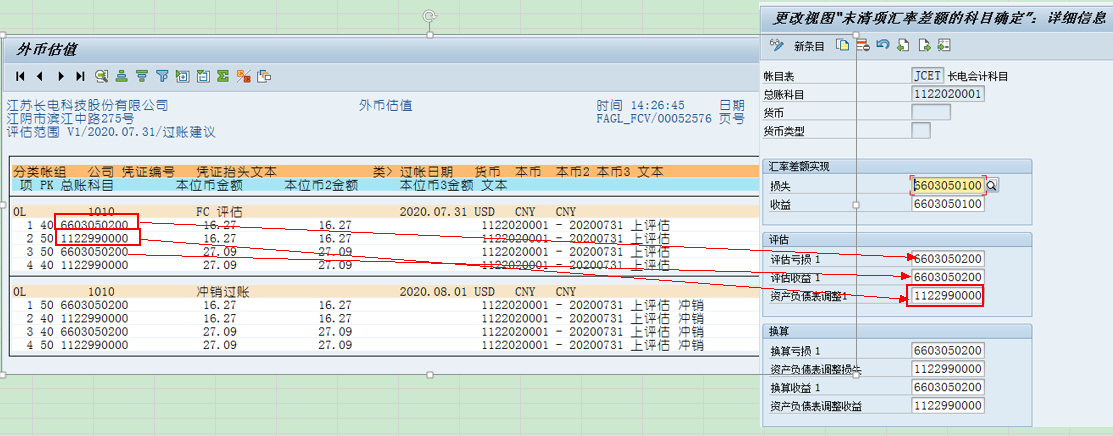 外币估值
江苏长电科技股份有限公司 外币估值 时间 14:26:45 日期
江阴市滨江中路275号 FAGL_FCV/00052576 页号
评估范围 V1/2020.07.31/过账建议
分类帐组 公司 凭证编号 凭证抬头文本 类> 过帐日期 货币 本币 本币2 本币3 文本
项 PK 总账科目 本位币金额 本位币2金额 本位币3金额 文本
0L 1010 FC 评估 2020.07.31 USD CNY CNY
1 40 6603050200 16.27 16.27 1122020001 - 20200731 上评估
2 50 1122990000 16.27 16.27 1122020001 - 20200731 上评估
3 50 6603050200 27.09 27.09 1122020001 - 20200731 上评估
4 40 1122990000 27.09 27.09 1122020001 - 20200731 上评估
0L 1010 冲销过账 2020.08.01 USD CNY CNY
1 50 6603050200 16.27 16.27 1122020001 - 20200731 上评估 冲销
2 40 1122990000 16.27 16.27 1122020001 - 20200731 上评估 冲销
3 40 6603050200 27.09 27.09 1122020001 - 20200731 上评估 冲销
4 50 1122990000 27.09 27.09 1122020001 - 20200731 上评估 冲销
更改视图"未清项汇率差额的科目确定": 详细信息
新条目
帐目表 JCET 长电会计科目
总账科目 1122020001
货币
货币类型
汇率差额实现
损失 6603050100
收益 6603050100
评估
评估亏损 1 6603050200
评估收益 1 6603050200
资产负债表调整1 1122990000
换算
换算亏损 1 6603050200
资产负债表调整损失 1122990000
换算收益 1 6603050200
资产负债表调整收益 1122990000